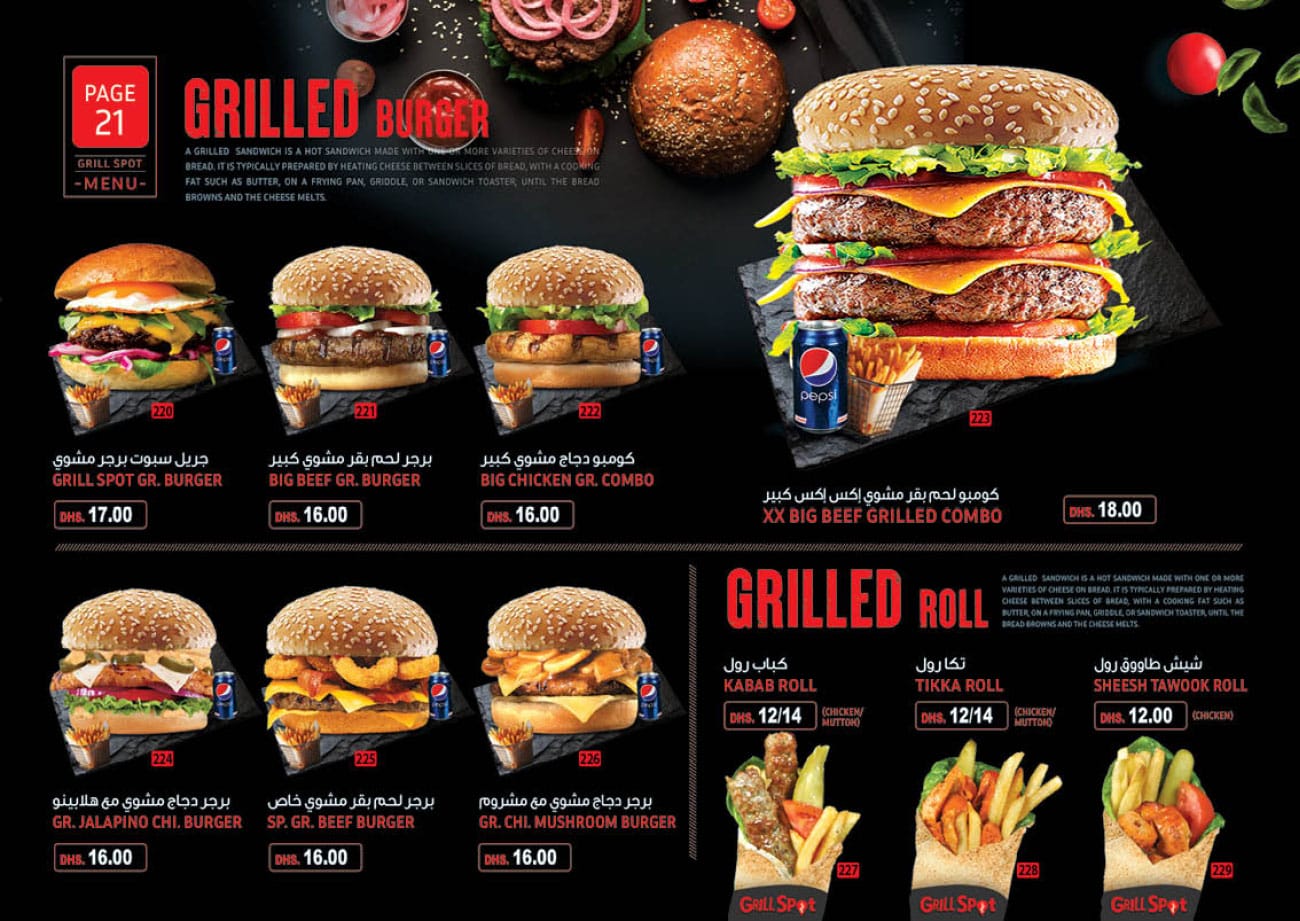 PAGE
21
GRILL SPOT
-MENU-
GRILLED BURGER
A GRILLED SANDWICH IS A HOT SANDWICH MADE WITH ONE OR MORE VARIETIES OF CHEESE ON
BREAD. IT IS TYPICALLY PREPARED BY HEATING CHEESE BETWEEN SLICES OF BREAD, WITH A COOKING
FAT SUCH AS BUTTER, ON A FRYING PAN, GRIDDLE, OR SANDWICH TOASTER, UNTIL THE BREAD
BROWNS AND THE CHEESE MELTS.
pepsi
220
جريل سبوت برجر مشوي
GRILL SPOT GR. BURGER
DHS. 17.00
pepsi
221
برجر لحم بقر مشوي كبير
BIG BEEF GR. BURGER
DHS. 16.00
pepsi
222
كومبو دجاج مشوي كبير
BIG CHICKEN GR. COMBO
DHS. 16.00
pepsi
223
كومبو لحم بقر مشوي إكس إكس كبير
XX BIG BEEF GRILLED COMBO
DHS. 18.00
pepsi
224
برجر دجاج مشوي مع هلابينو
GR. JALAPINO CHI. BURGER
DHS. 16.00
pepsi
225
برجر لحم بقر مشوي خاص
SP. GR. BEEF BURGER
DHS. 16.00
pepsi
226
برجر دجاج مشوي مع مشروم
GR. CHI. MUSHROOM BURGER
DHS. 16.00
GRILLED ROLL
A GRILLED SANDWICH IS A HOT SANDWICH MADE WITH ONE OR MORE
VARIETIES OF CHEESE ON BREAD. IT IS TYPICALLY PREPARED BY HEATING
CHEESE BETWEEN SLICES OF BREAD, WITH A COOKING FAT SUCH AS
BUTTER, ON A FRYING PAN, GRIDDLE, OR SANDWICH TOASTER, UNTIL THE
BREAD BROWNS AND THE CHEESE MELTS.
كباب رول
KABAB ROLL
DHS. 12/14
(CHICKEN/
MUTTON)
227
GRILL SPOT
تكا رول
TIKKA ROLL
DHS. 12/14
(CHICKEN/
MUTTON)
228
GRILL SPOT
شيش طاووق رول
SHEESH TAWOOK ROLL
DHS. 12.00
(CHICKEN)
229
GRILL SPOT